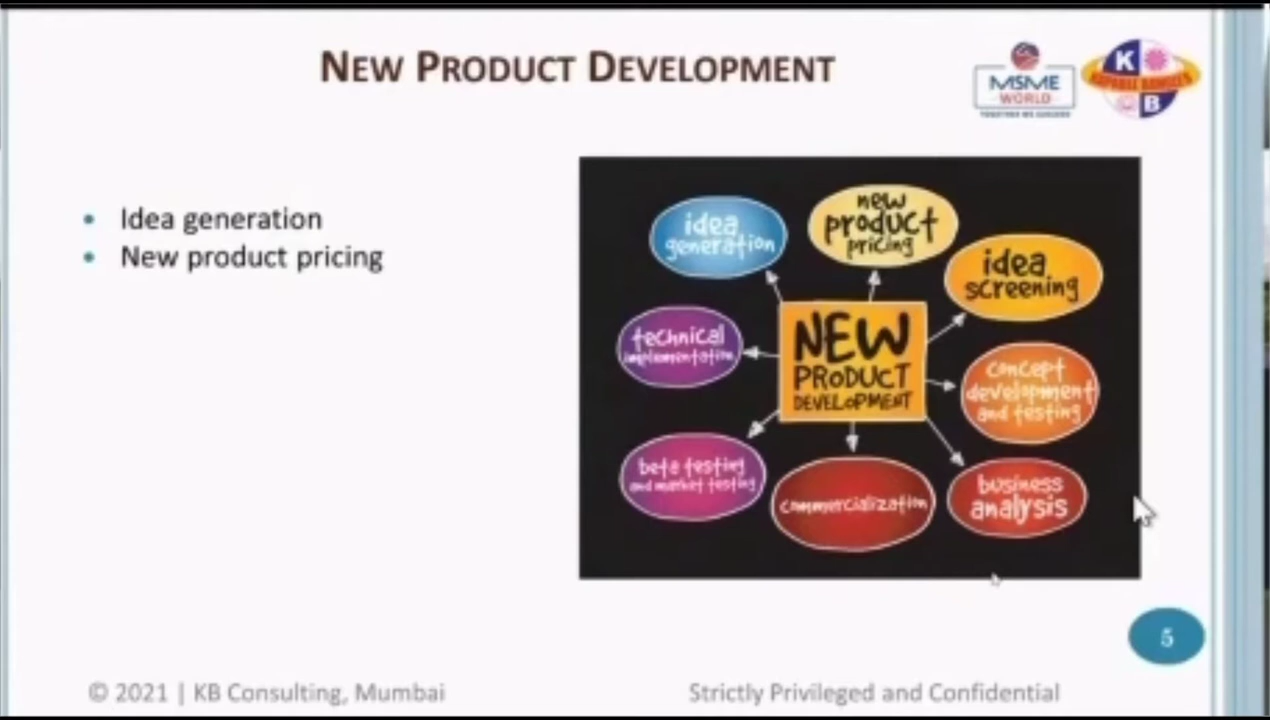 NEW PRODUCT DEVELOPMENT
MSME
WORLD
K
B
Idea generation
New product pricing
idea
generation
new
product
pricing
idea
screening
technical
implementation
NEW
PRODUCT
DEVELOPMENT
concept
development
and testing
beta testing
and market testing
commercialization
business
analysis
5
© 2021 | KB Consulting, Mumbai
Strictly Privileged and Confidential